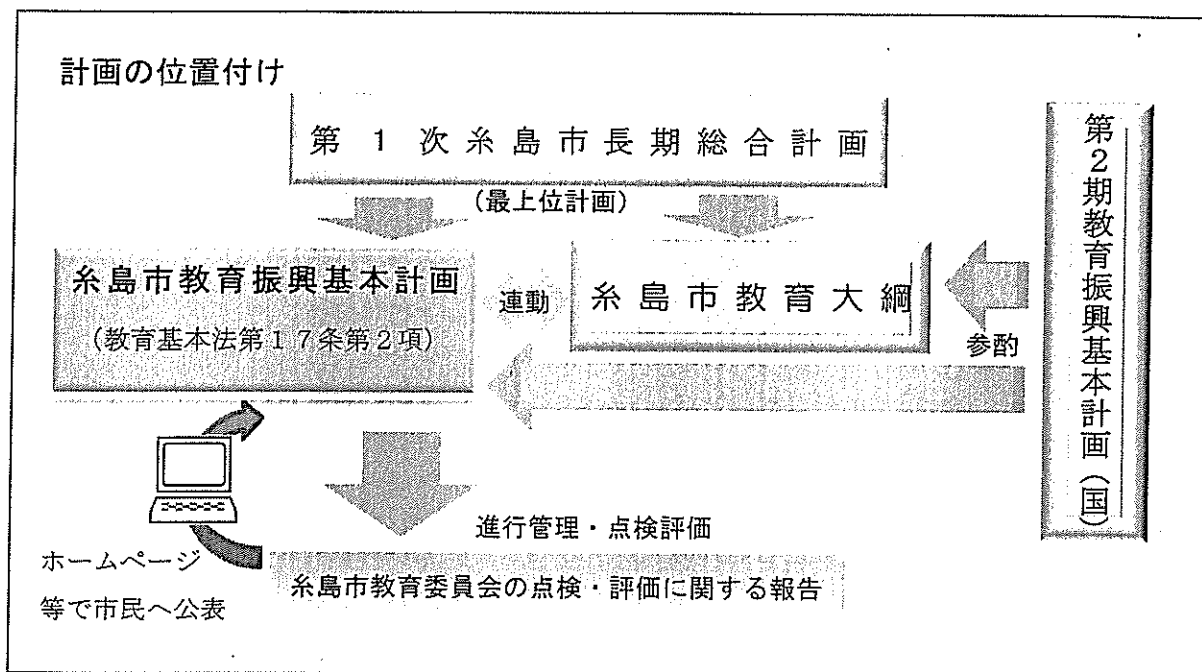 計画の位置付け
第１次糸島市長期総合計画
(最上位計画)
糸島市教育振興基本計画
(教育基本法第１７条第２項)
連動
糸島市教育大綱
参酌
第２期教育振興基本計画（国）
進行管理・点検評価
糸島市教育委員会の点検・評価に関する報告
ホームページ
等で市民へ公表